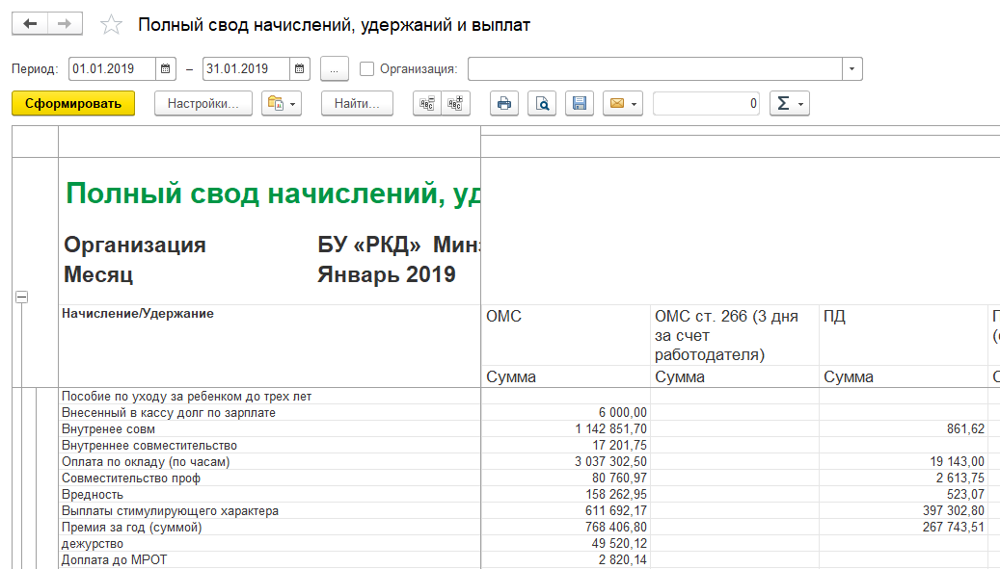 Полный свод начислений, удержаний и выплат
Период: 01.01.2019 – 31.01.2019 ... Организация:
Сформировать Настройки... Найти... 0 Σ
Полный свод начислений, уд
Организация БУ «РКД» Минз
Месяц Январь 2019
Начисление/Удержание ОМС ОМС ст. 266 (3 дня за счет работодателя) ПД
Сумма Сумма Сумма
Пособие по уходу за ребенком до трех лет
Внесенный в кассу долг по зарплате 6 000,00
Внутренее совм 1 142 851,70 861,62
Внутреннее совместительство 17 201,75
Оплата по окладу (по часам) 3 037 302,50 19 143,00
Совместительство проф 80 760,97 2 613,75
Вредность 158 262,95 523,07
Выплаты стимулирующего характера 611 692,17 397 302,80
Премия за год (суммой) 768 406,80 267 743,51
дежурство 49 520,12
Доплата до МРОТ 2 820,14